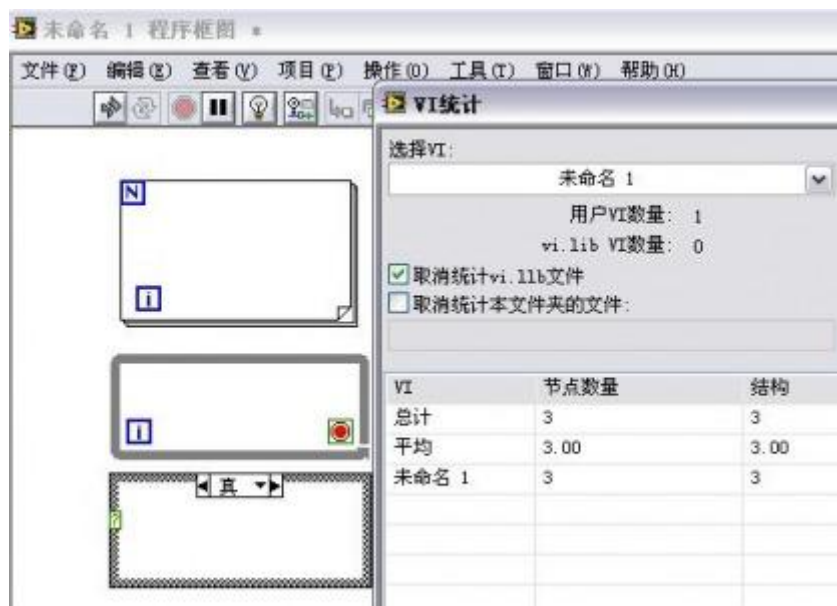 未命名 1 程序框图 *
文件(F) 编辑(E) 查看(V) 项目(P) 操作(O) 工具(T) 窗口(W) 帮助(H)
VI统计
选择VI:
未命名 1
用户VI数量: 1
vi.lib VI数量: 0
取消统计vi.llb文件
取消统计本文件夹的文件:
N
i
i
真
?
VI 节点数量 结构
总计 3 3
平均 3.00 3.00
未命名 1 3 3